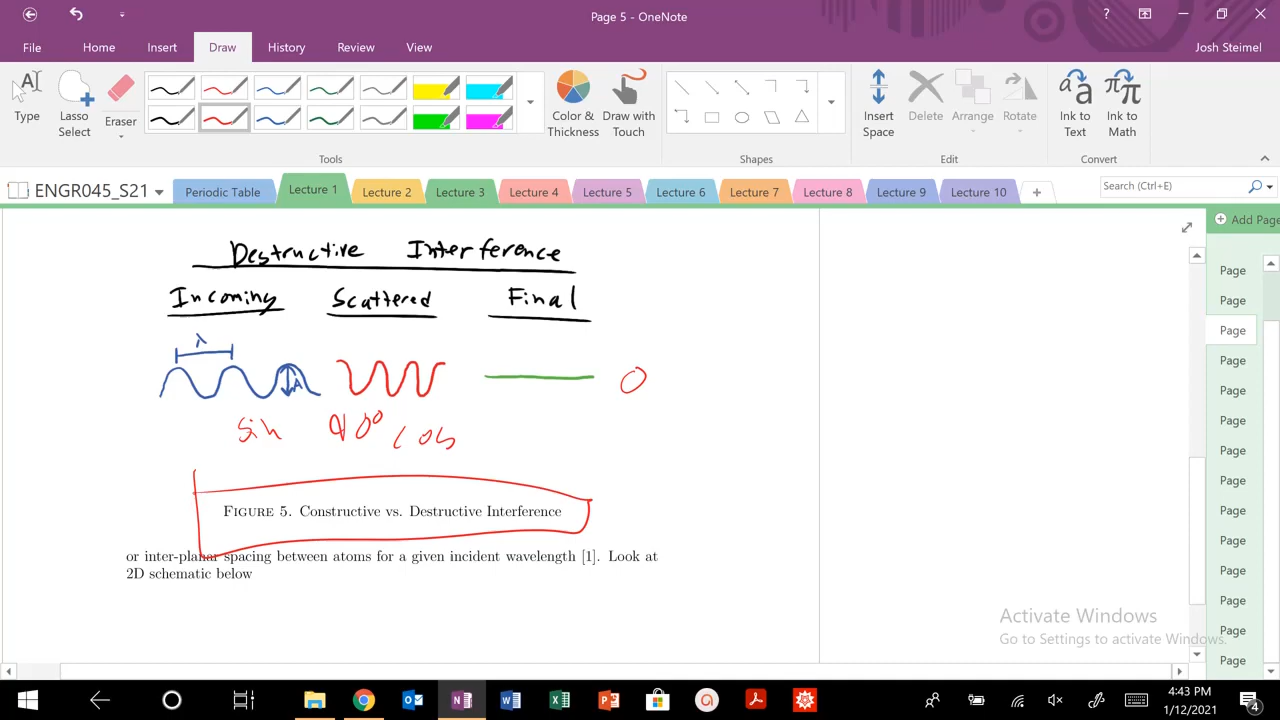 Page 5 - OneNote
?
File
Home
Insert
Draw
History
Review
View
Josh Steimel
Type
Lasso Select
Eraser
Color & Thickness
Draw with Touch
Insert Space
Delete
Arrange
Rotate
Ink to Text
Ink to Math
Tools
Shapes
Edit
Convert
ENGR045_S21
Periodic Table
Lecture 1
Lecture 2
Lecture 3
Lecture 4
Lecture 5
Lecture 6
Lecture 7
Lecture 8
Lecture 9
Lecture 10
Search (Ctrl+E)
Add Page
Page
Page
Page
Page
Page
Page
Page
Page
Page
Page
Page
Page
Page
Page
Destructive Interference
Incoming Scattered Final
λ
A
0
sin 90° cos
FIGURE 5. Constructive vs. Destructive Interference
or inter-planar spacing between atoms for a given incident wavelength [1]. Look at
2D schematic below
Activate Windows
Go to Settings to activate Windows.
4:43 PM
1/12/2021
4